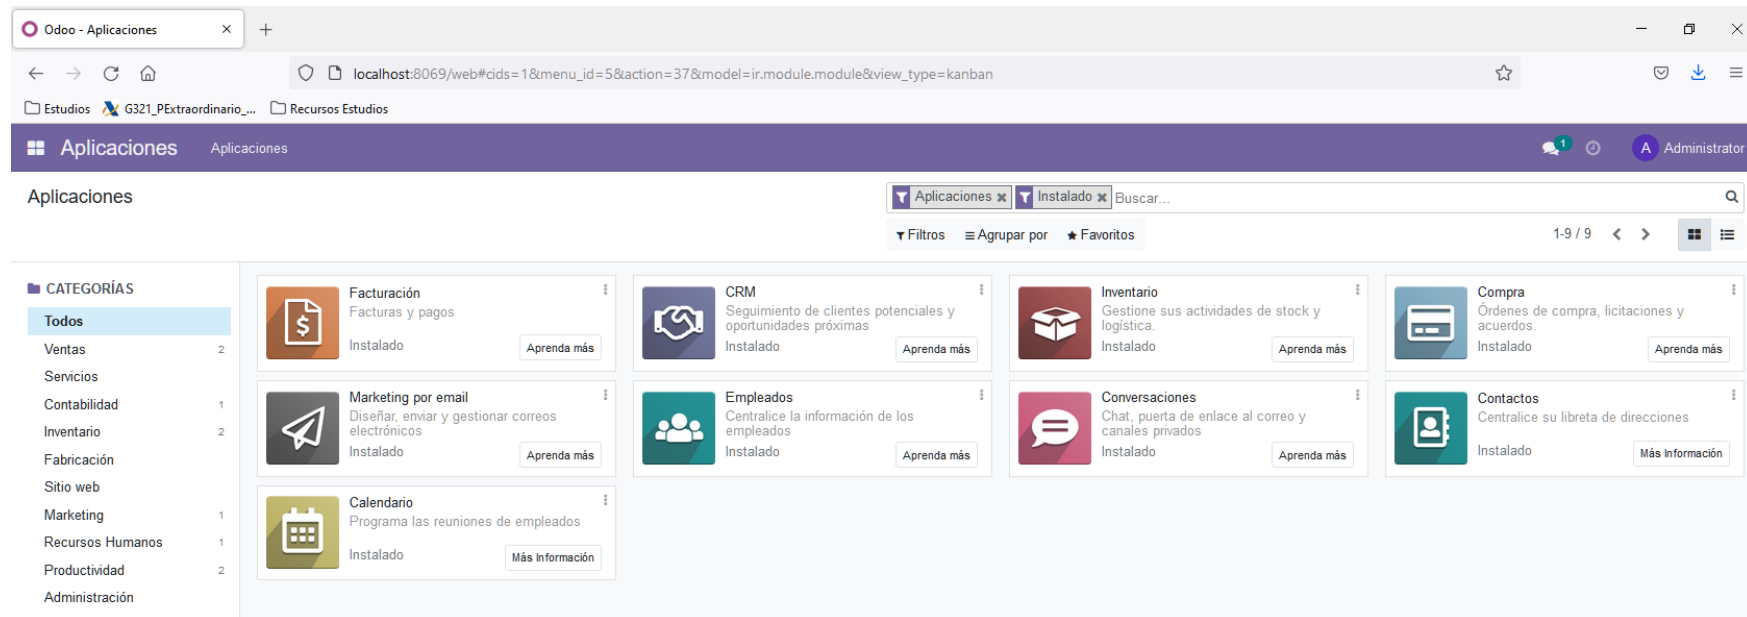 Odoo - Aplicaciones
localhost:8069/web#cids=1&menu_id=5&action=37&model=ir.module.module&view_type=kanban
Estudios G321_PExtraordinario_... Recursos Estudios
Aplicaciones Aplicaciones 1 A Administrator
Aplicaciones
Aplicaciones Instalado Buscar...
Filtros Agrupar por Favoritos 1-9 / 9
CATEGORÍAS
Todos
Ventas 2
Servicios
Contabilidad 1
Inventario 2
Fabricación
Sitio web
Marketing 1
Recursos Humanos 1
Productividad 2
Administración
Facturación
Facturas y pagos
Instalado Aprenda más
CRM
Seguimiento de clientes potenciales y
oportunidades próximas
Instalado Aprenda más
Inventario
Gestione sus actividades de stock y
logística.
Instalado Aprenda más
Compra
Órdenes de compra, licitaciones y
acuerdos.
Instalado Aprenda más
Marketing por email
Diseñar, enviar y gestionar correos
electrónicos
Instalado Aprenda más
Empleados
Centralice la información de los
empleados
Instalado Aprenda más
Conversaciones
Chat, puerta de enlace al correo y
canales privados
Instalado Aprenda más
Contactos
Centralice su libreta de direcciones
Instalado Más Información
Calendario
Programa las reuniones de empleados
Instalado Más Información